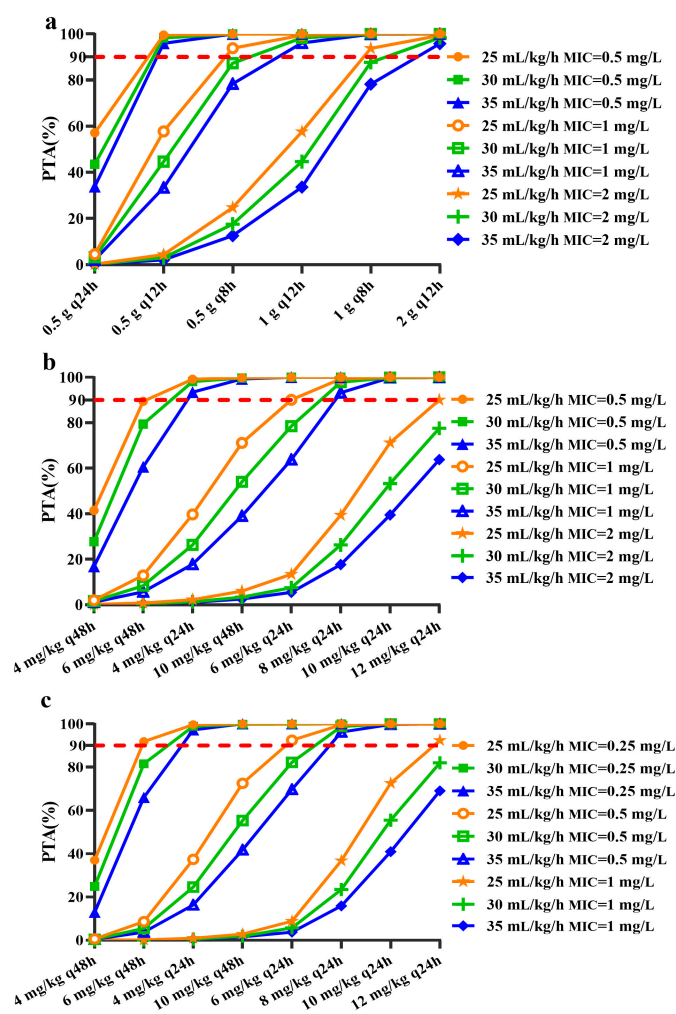 a
100
90
80
60
40
20
0
PTA(%)
0.5 g q24h
0.5 g q12h
0.5 g q8h
1 g q12h
1 g q8h
2 g q12h
25 mL/kg/h MIC=0.5 mg/L
30 mL/kg/h MIC=0.5 mg/L
35 mL/kg/h MIC=0.5 mg/L
25 mL/kg/h MIC=1 mg/L
30 mL/kg/h MIC=1 mg/L
35 mL/kg/h MIC=1 mg/L
25 mL/kg/h MIC=2 mg/L
30 mL/kg/h MIC=2 mg/L
35 mL/kg/h MIC=2 mg/L
b
100
90
80
60
40
20
0
PTA(%)
4 mg/kg q48h
6 mg/kg q48h
4 mg/kg q24h
10 mg/kg q48h
6 mg/kg q24h
8 mg/kg q24h
10 mg/kg q24h
12 mg/kg q24h
25 mL/kg/h MIC=0.5 mg/L
30 mL/kg/h MIC=0.5 mg/L
35 mL/kg/h MIC=0.5 mg/L
25 mL/kg/h MIC=1 mg/L
30 mL/kg/h MIC=1 mg/L
35 mL/kg/h MIC=1 mg/L
25 mL/kg/h MIC=2 mg/L
30 mL/kg/h MIC=2 mg/L
35 mL/kg/h MIC=2 mg/L
c
100
90
80
60
40
20
0
PTA(%)
4 mg/kg q48h
6 mg/kg q48h
4 mg/kg q24h
10 mg/kg q48h
6 mg/kg q24h
8 mg/kg q24h
10 mg/kg q24h
12 mg/kg q24h
25 mL/kg/h MIC=0.25 mg/L
30 mL/kg/h MIC=0.25 mg/L
35 mL/kg/h MIC=0.25 mg/L
25 mL/kg/h MIC=0.5 mg/L
30 mL/kg/h MIC=0.5 mg/L
35 mL/kg/h MIC=0.5 mg/L
25 mL/kg/h MIC=1 mg/L
30 mL/kg/h MIC=1 mg/L
35 mL/kg/h MIC=1 mg/L